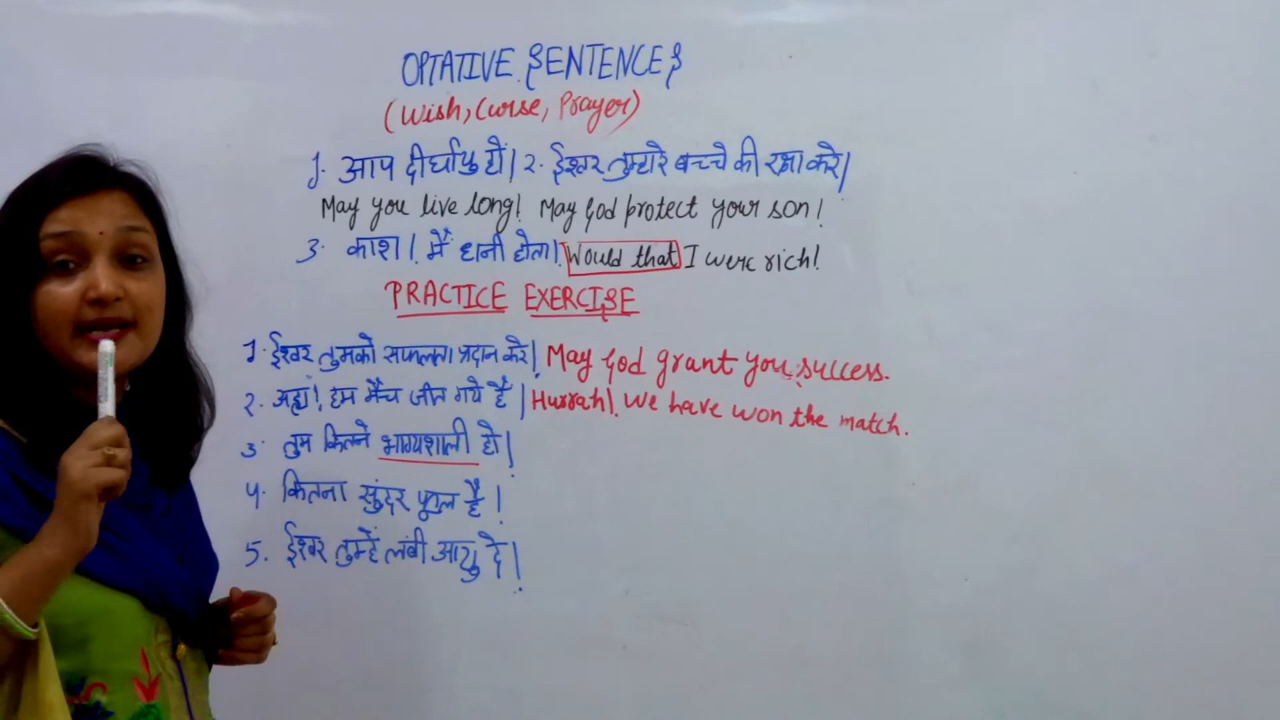 OPTATIVE SENTENCES
(Wish, Curse, Prayer)
1. आप दीर्घायु हों। 2. ईश्वर तुम्हारे बच्चे की रक्षा करे।
May you live long! May God protect your son!
3. काश! मैं धनी होता। Would that I were rich!
PRACTICE EXERCISE
1. ईश्वर तुमको सफलता प्रदान करे। May God grant you success.
2. अहा! हम मैच जीत गये हैं। Hurrah! We have won the match.
3. तुम कितने भाग्यशाली हो।
4. कितना सुंदर फूल है।
5. ईश्वर तुम्हें लंबी आयु दे।